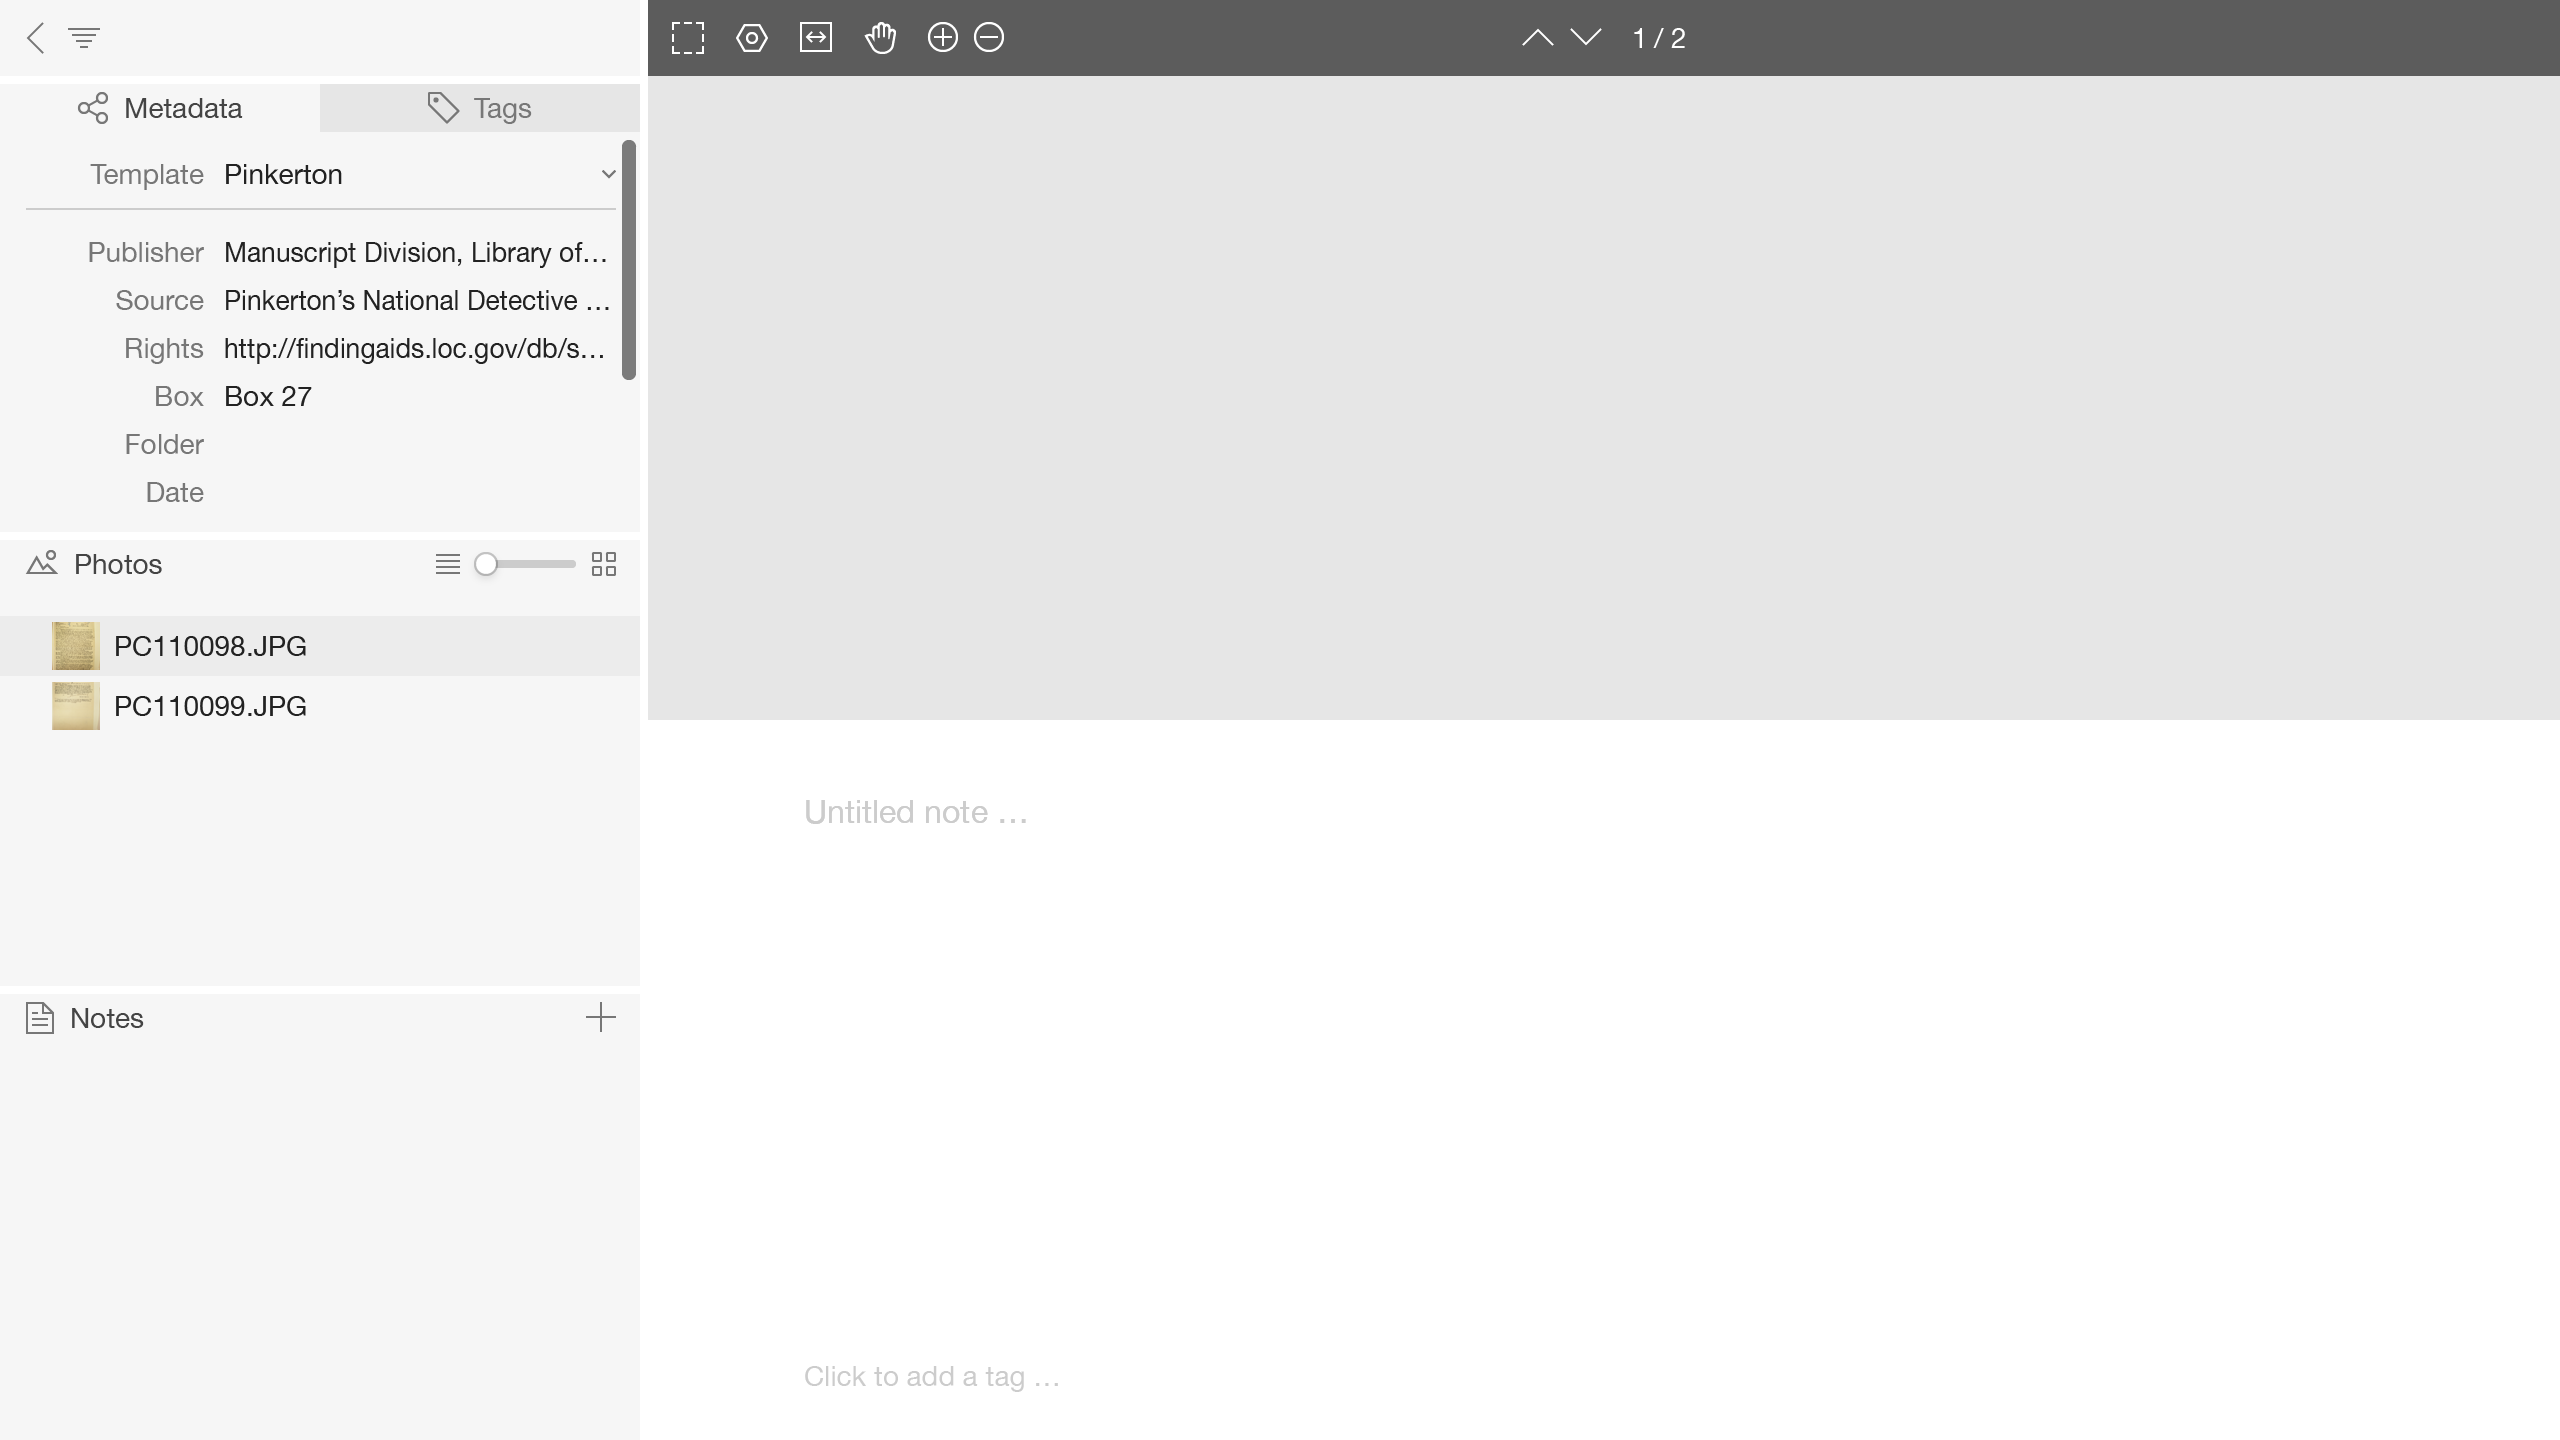 1 / 2
Metadata
Tags
Template Pinkerton
Publisher Manuscript Division, Library of…
Source Pinkerton’s National Detective …
Rights http://findingaids.loc.gov/db/s…
Box Box 27
Folder
Date
Photos
PC110098.JPG
PC110099.JPG
Notes
Untitled note …
Click to add a tag …